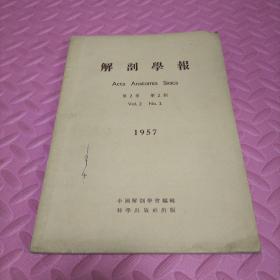 解剖學報
Acta Anatomia Sinica
第2卷 第2期
Vol. 2 No. 2
1957
中國解剖學會編輯
科學出版社出版